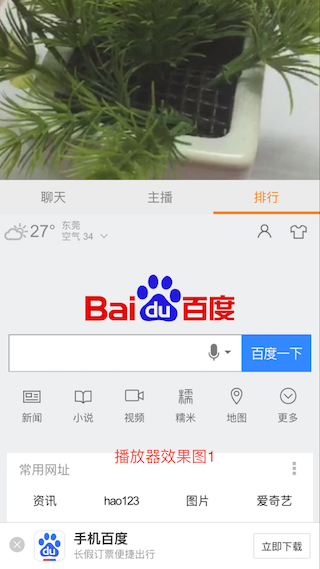 聊天 主播 排行
27° 东莞
空气 34
Bai du 百度
百度一下
新闻 小说 视频 糯米 地图 更多
糯
播放器效果图1
常用网址
资讯 hao123 图片 爱奇艺
手机百度
长假订票便捷出行
立即下载
du